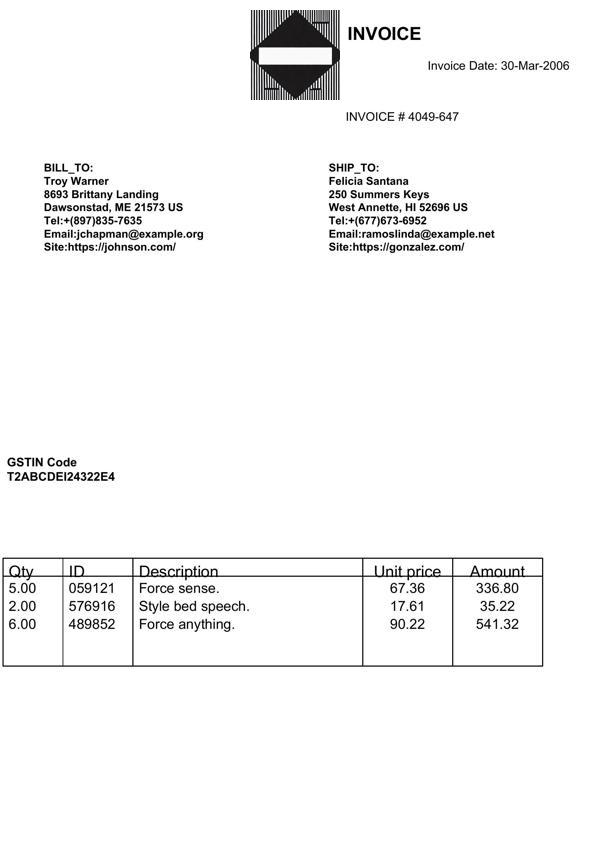 INVOICE
Invoice Date: 30-Mar-2006
INVOICE # 4049-647
BILL_TO:
Troy Warner
8693 Brittany Landing
Dawsonstad, ME 21573 US
Tel:+(897)835-7635
Email:jchapman@example.org
Site:https://johnson.com/
SHIP_TO:
Felicia Santana
250 Summers Keys
West Annette, HI 52696 US
Tel:+(677)673-6952
Email:ramoslinda@example.net
Site:https://gonzalez.com/
GSTIN Code
T2ABCDEI24322E4
Qty ID Description Unit price Amount
5.00 059121 Force sense. 67.36 336.80
2.00 576916 Style bed speech. 17.61 35.22
6.00 489852 Force anything. 90.22 541.32